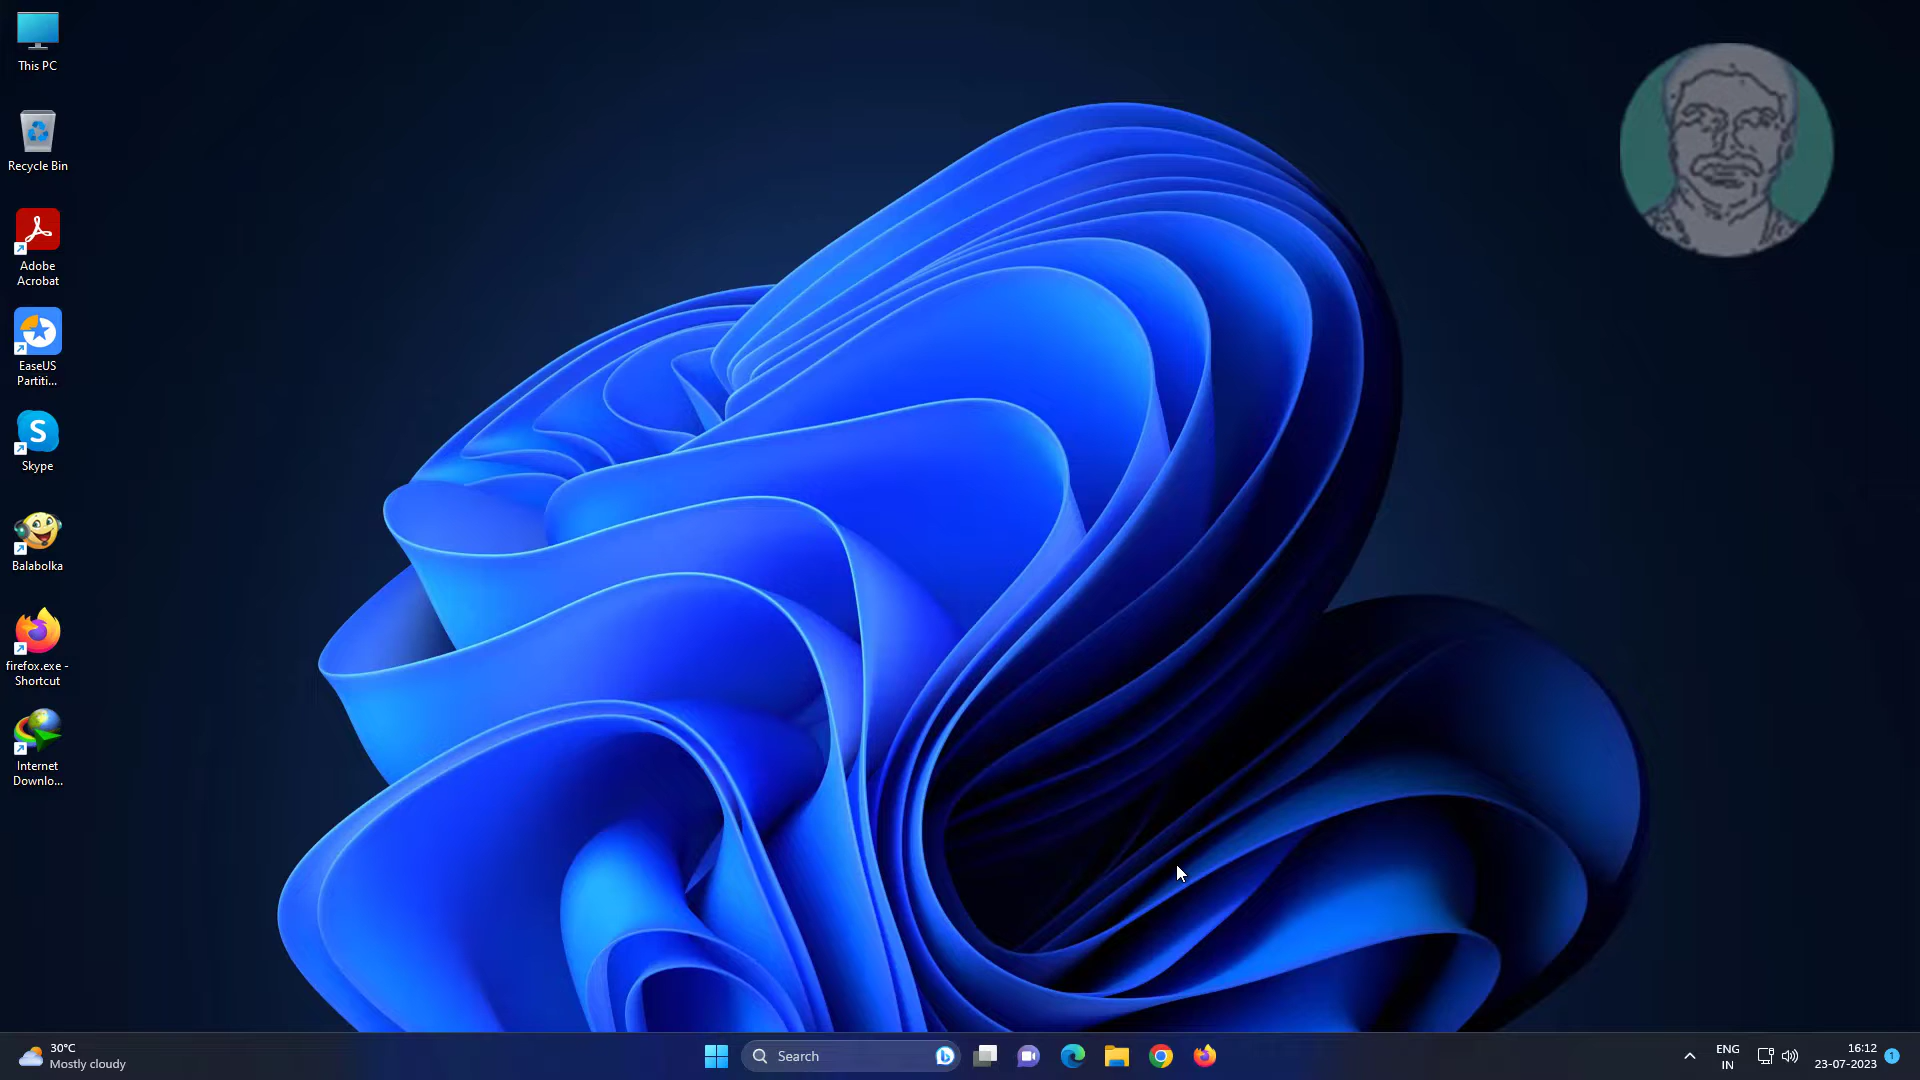 This PC
Recycle Bin
Adobe
Acrobat
EaseUS
Partiti...
S
Skype
Balabolka
firefox.exe -
Shortcut
Internet
Downlo...
30°C
Mostly cloudy
Search
ENG
IN
16:12
23-07-2023
1